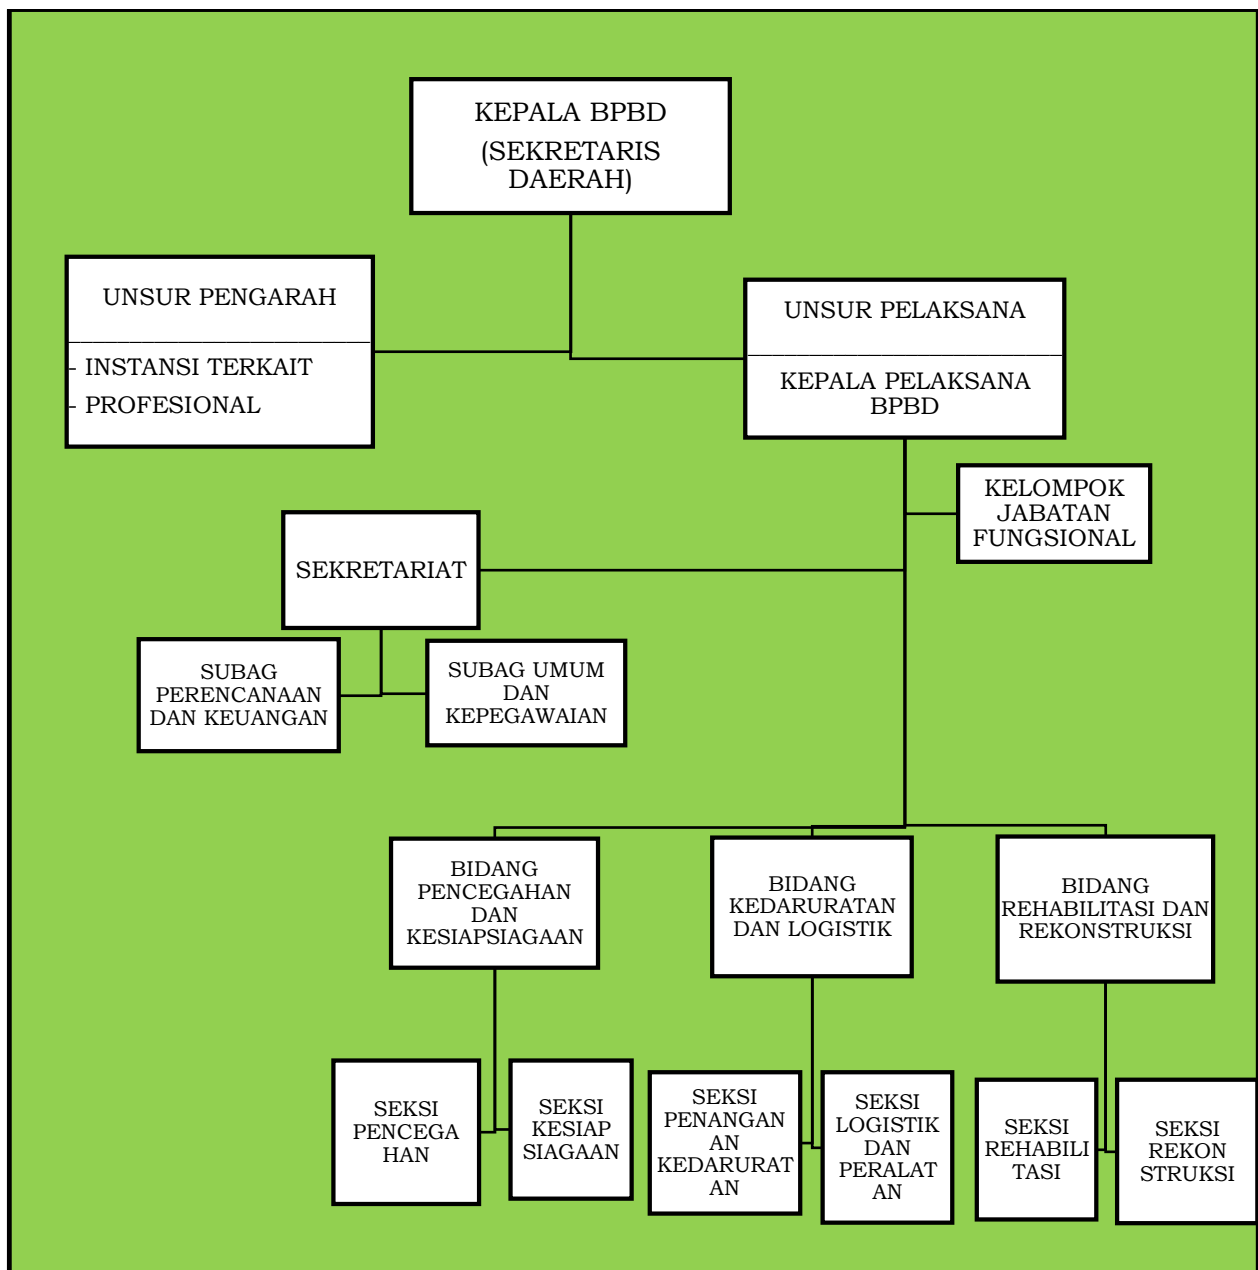 KEPALA BPBD
(SEKRETARIS
DAERAH)
UNSUR PENGARAH
- INSTANSI TERKAIT
- PROFESIONAL
UNSUR PELAKSANA
KEPALA PELAKSANA
BPBD
KELOMPOK
JABATAN
FUNGSIONAL
SEKRETARIAT
SUBAG
PERENCANAAN
DAN KEUANGAN
SUBAG UMUM
DAN
KEPEGAWAIAN
BIDANG
PENCEGAHAN
DAN
KESIAPSIAGAAN
BIDANG
KEDARURATAN
DAN LOGISTIK
BIDANG
REHABILITASI DAN
REKONSTRUKSI
SEKSI
PENCEGA
HAN
SEKSI
KESIAP
SIAGAAN
SEKSI
PENANGAN
AN
KEDARURAT
AN
SEKSI
LOGISTIK
DAN
PERALAT
AN
SEKSI
REHABILI
TASI
SEKSI
REKON
STRUKSI